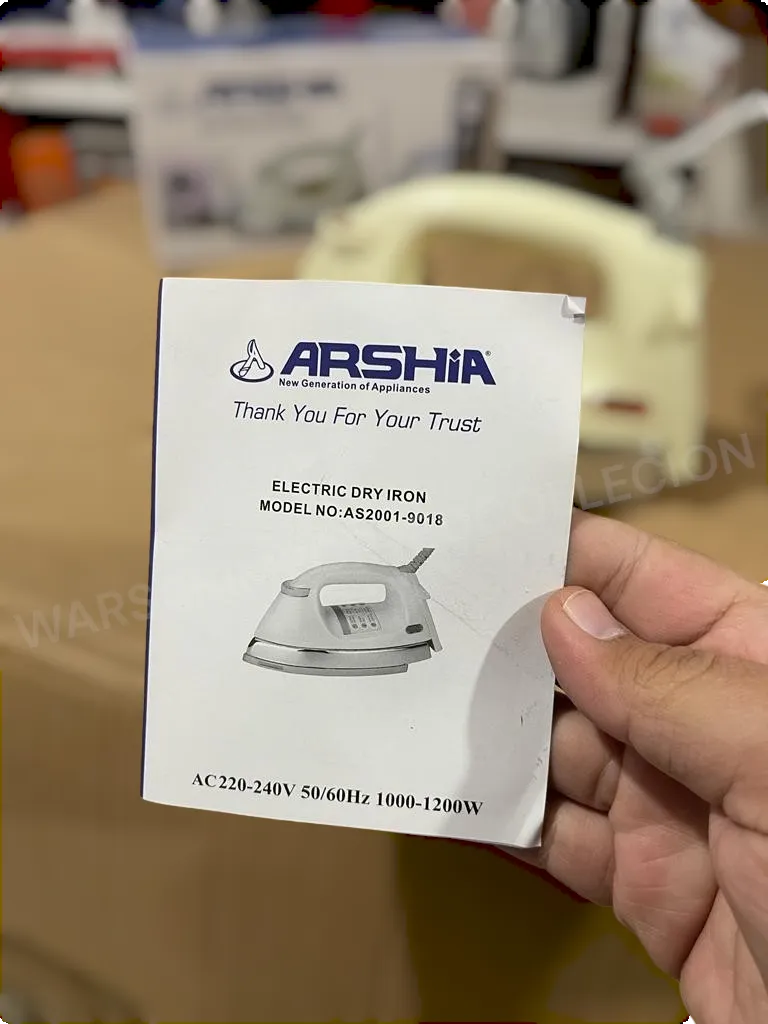 ARSHIA
ARSHiA®
New Generation of Appliances
Thank You For Your Trust
ELECTRIC DRY IRON
MODEL NO:AS2001-9018
AC220-240V 50/60Hz 1000-1200W